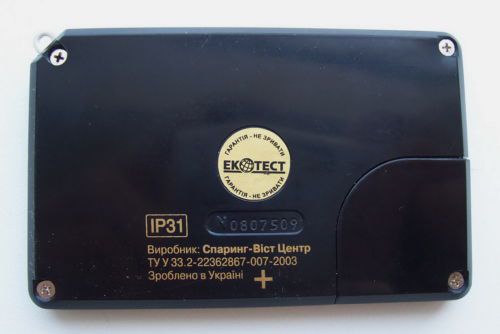 ГАРАНТІЯ - НЕ ЗРИВАТИ
ЕКОТЕСТ
ГАРАНТІЯ - НЕ ЗРИВАТИ
IP31
№0807509
Виробник: Спаринг-Віст Центр
ТУ У 33.2-22362867-007-2003
Зроблено в Україні +